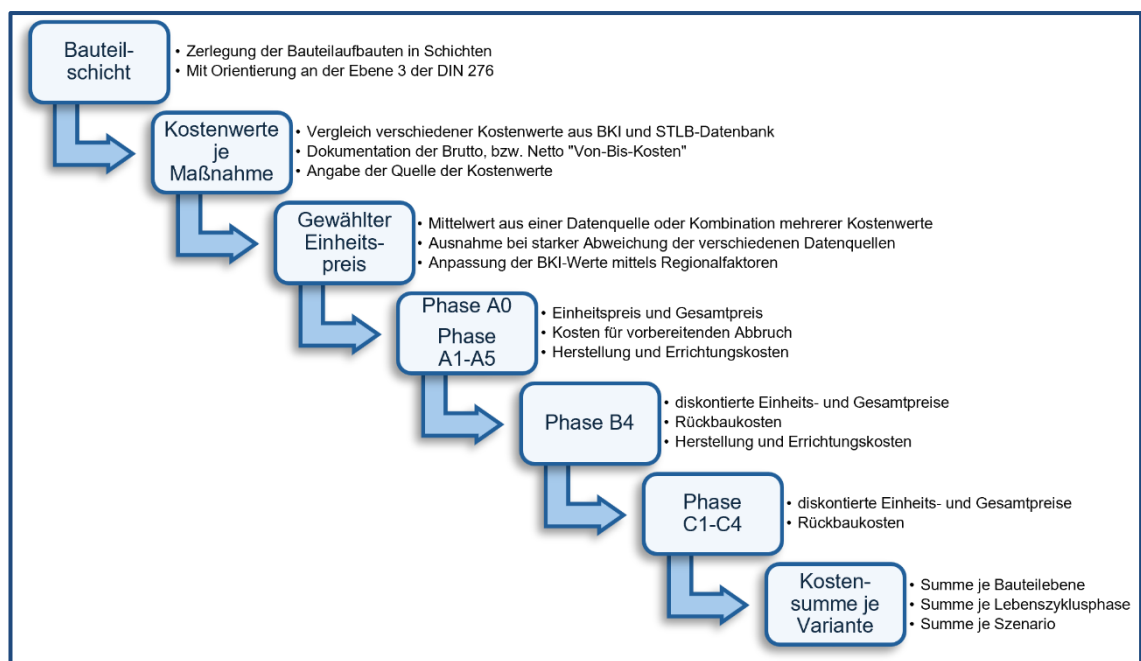 Bauteil-
schicht
• Zerlegung der Bauteilaufbauten in Schichten
• Mit Orientierung an der Ebene 3 der DIN 276
Kostenwerte
je
Maßnahme
• Vergleich verschiedener Kostenwerte aus BKI und STLB-Datenbank
• Dokumentation der Brutto, bzw. Netto "Von-Bis-Kosten"
• Angabe der Quelle der Kostenwerte
Gewählter
Einheits-
preis
• Mittelwert aus einer Datenquelle oder Kombination mehrerer Kostenwerte
• Ausnahme bei starker Abweichung der verschiedenen Datenquellen
• Anpassung der BKI-Werte mittels Regionalfaktoren
Phase A0
Phase
A1-A5
• Einheitspreis und Gesamtpreis
• Kosten für vorbereitenden Abbruch
• Herstellung und Errichtungskosten
Phase B4
• diskontierte Einheits- und Gesamtpreise
• Rückbaukosten
• Herstellung und Errichtungskosten
Phase
C1-C4
• diskontierte Einheits- und Gesamtpreise
• Rückbaukosten
Kosten-
summe je
Variante
• Summe je Bauteilebene
• Summe je Lebenszyklusphase
• Summe je Szenario